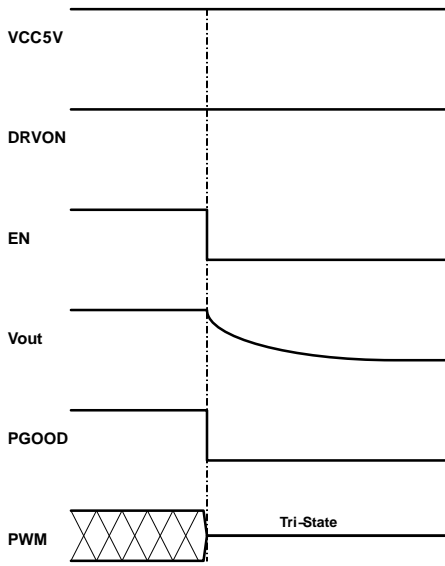 VCC5V
DRVON
EN
Vout
PGOOD
Tri-State
PWM